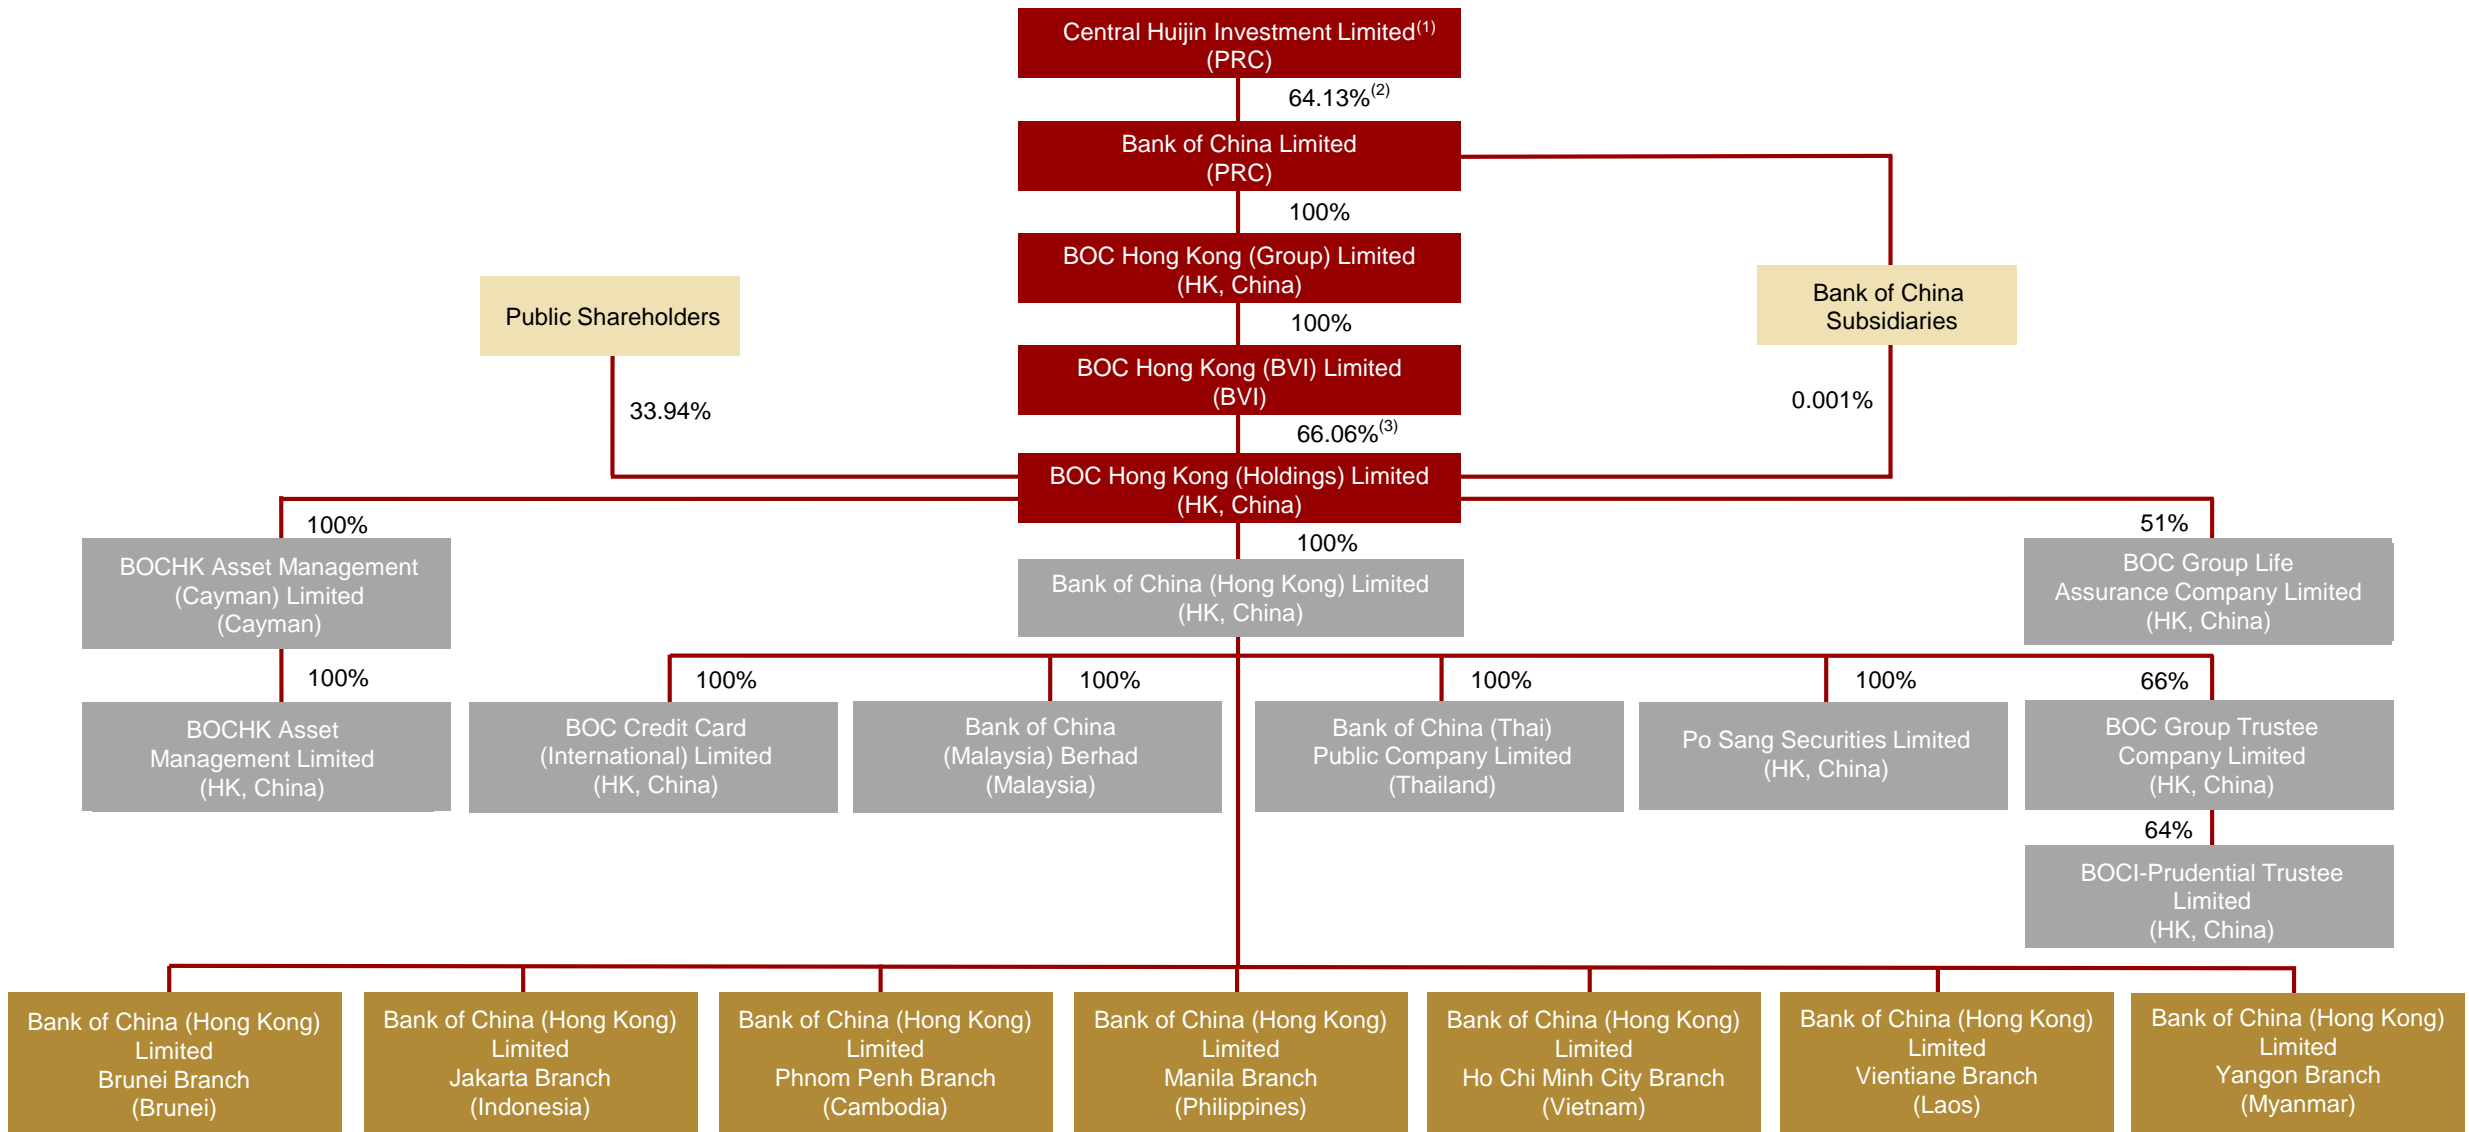 Central Huijin Investment Limited(1)
(PRC)
64.13%(2)
Bank of China Limited
(PRC)
100%
BOC Hong Kong (Group) Limited
(HK, China)
100%
Public Shareholders
Bank of China
Subsidiaries
BOC Hong Kong (BVI) Limited
(BVI)
33.94%
66.06%(3)
0.001%
BOC Hong Kong (Holdings) Limited
(HK, China)
100%
100%
51%
BOCHK Asset Management
(Cayman) Limited
(Cayman)
Bank of China (Hong Kong) Limited
(HK, China)
BOC Group Life
Assurance Company Limited
(HK, China)
100%
100%
100%
100%
100%
66%
BOCHK Asset
Management Limited
(HK, China)
BOC Credit Card
(International) Limited
(HK, China)
Bank of China
(Malaysia) Berhad
(Malaysia)
Bank of China (Thai)
Public Company Limited
(Thailand)
Po Sang Securities Limited
(HK, China)
BOC Group Trustee
Company Limited
(HK, China)
64%
BOCI-Prudential Trustee
Limited
(HK, China)
Bank of China (Hong Kong)
Limited
Brunei Branch
(Brunei)
Bank of China (Hong Kong)
Limited
Jakarta Branch
(Indonesia)
Bank of China (Hong Kong)
Limited
Phnom Penh Branch
(Cambodia)
Bank of China (Hong Kong)
Limited
Manila Branch
(Philippines)
Bank of China (Hong Kong)
Limited
Ho Chi Minh City Branch
(Vietnam)
Bank of China (Hong Kong)
Limited
Vientiane Branch
(Laos)
Bank of China (Hong Kong)
Limited
Yangon Branch
(Myanmar)